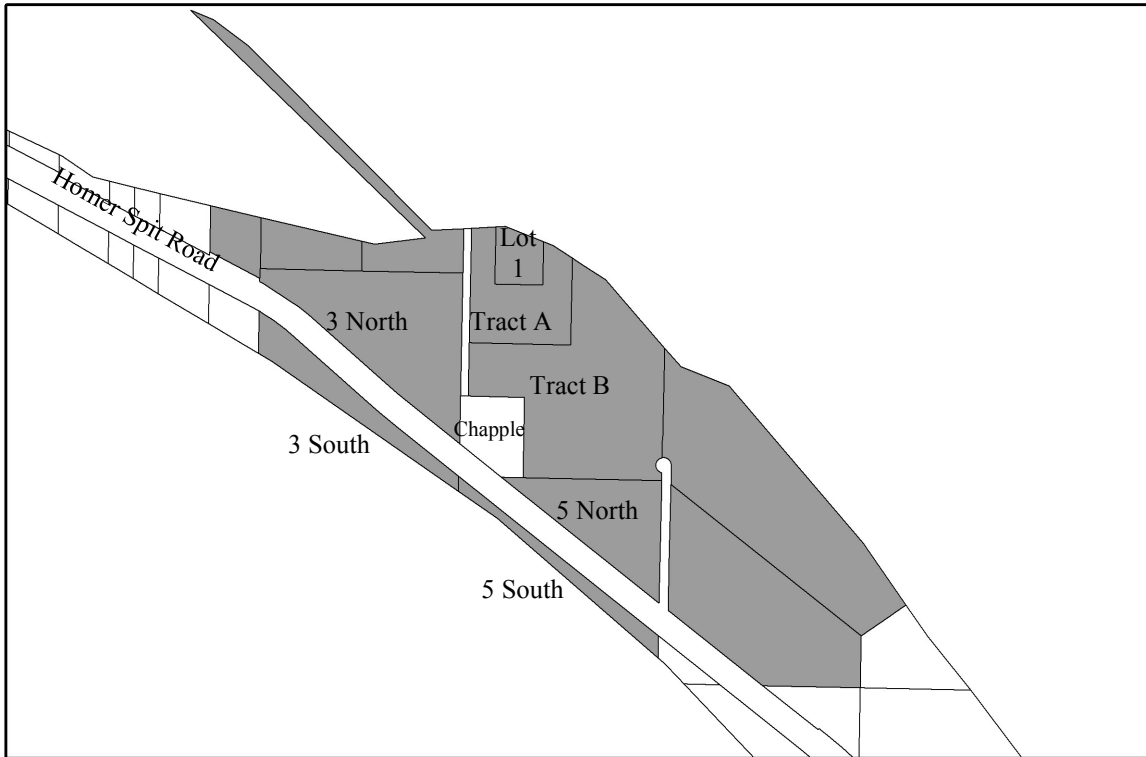 Homer Spit Road
Lot
1
3 North
Tract A
Tract B
Chapple
3 South
5 North
5 South